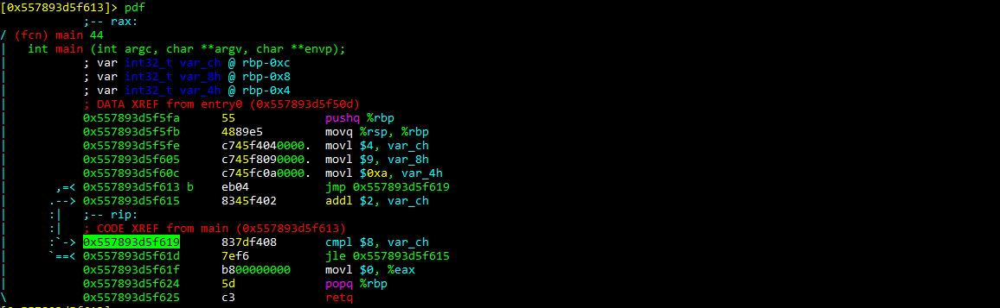 [0x557893d5f613]> pdf
            ;-- rax:
/ (fcn) main 44
|   int main (int argc, char **argv, char **envp);
|           ; var int32_t var_ch @ rbp-0xc
|           ; var int32_t var_8h @ rbp-0x8
|           ; var int32_t var_4h @ rbp-0x4
|           ; DATA XREF from entry0 (0x557893d5f50d)
|           0x557893d5f5fa      55             pushq %rbp
|           0x557893d5f5fb      4889e5         movq %rsp, %rbp
|           0x557893d5f5fe      c745f4040000.  movl $4, var_ch
|           0x557893d5f605      c745f8090000.  movl $9, var_8h
|           0x557893d5f60c      c745fc0a0000.  movl $0xa, var_4h
|       ,=< 0x557893d5f613 b    eb04           jmp 0x557893d5f619
|      .--> 0x557893d5f615      8345f402       addl $2, var_ch
|      :|   ;-- rip:
|      :|   ; CODE XREF from main (0x557893d5f613)
|      :`-> 0x557893d5f619      837df408       cmpl $8, var_ch
|      `==< 0x557893d5f61d      7ef6           jle 0x557893d5f615
|           0x557893d5f61f      b800000000     movl $0, %eax
|           0x557893d5f624      5d             popq %rbp
\           0x557893d5f625      c3             retq